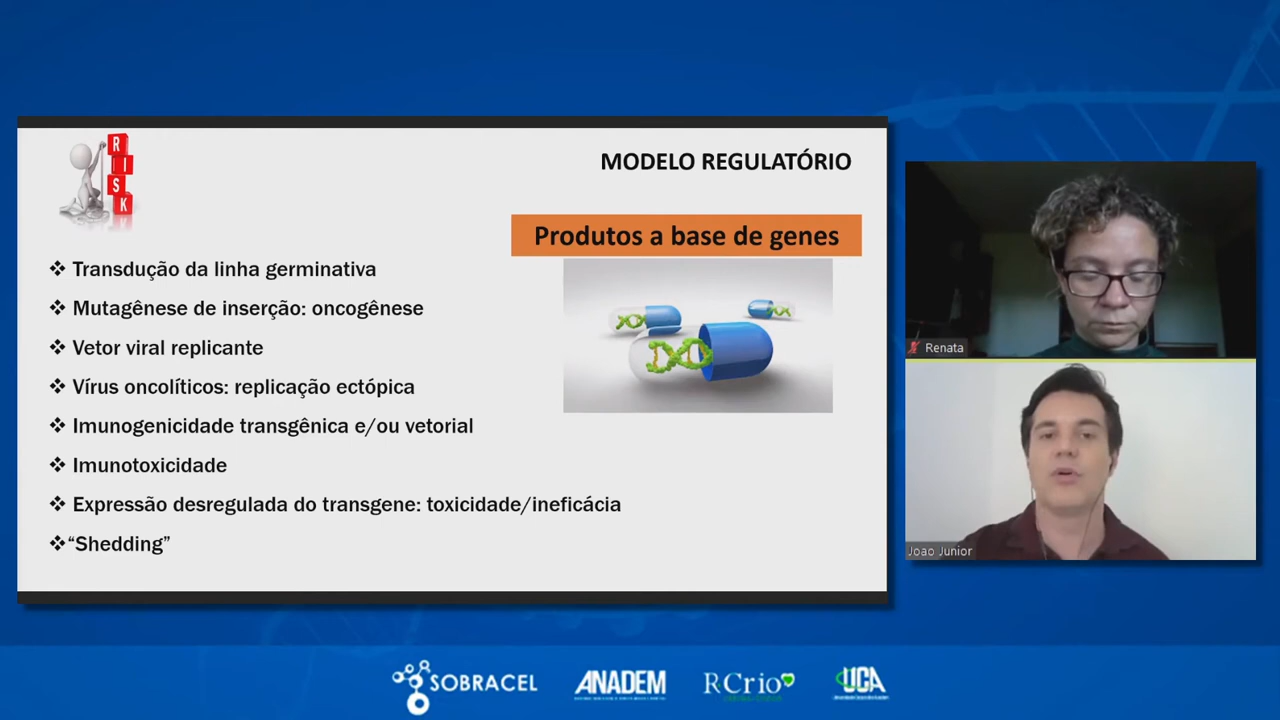 R
I
S
K
MODELO REGULATÓRIO
Produtos a base de genes
❖ Transdução da linha germinativa
❖ Mutagênese de inserção: oncogênese
❖ Vetor viral replicante
❖ Vírus oncolíticos: replicação ectópica
❖ Imunogenicidade transgênica e/ou vetorial
❖ Imunotoxicidade
❖ Expressão desregulada do transgene: toxicidade/ineficácia
❖“Shedding”
Renata
Joao Junior
SOBRACEL
ANADEM
RCrio
UCA